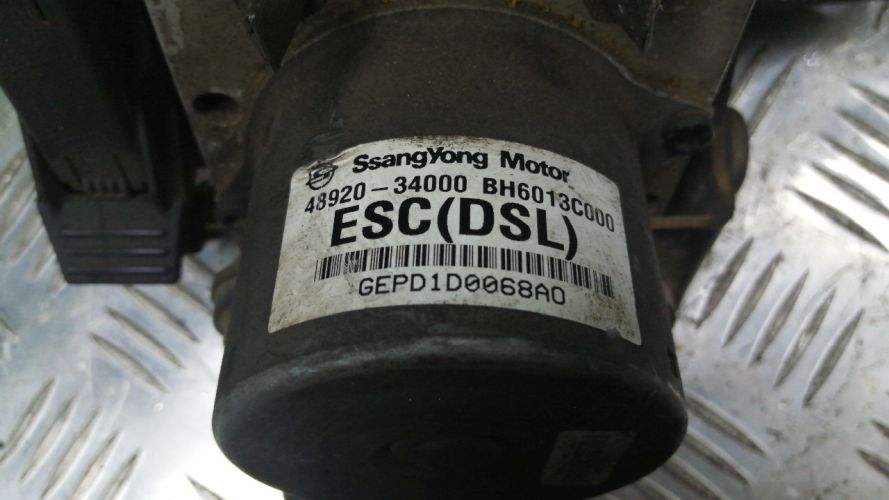 SsangYong Motor
48920-34000 BH6013C000
ESC(DSL)
GEPD1D0068A0